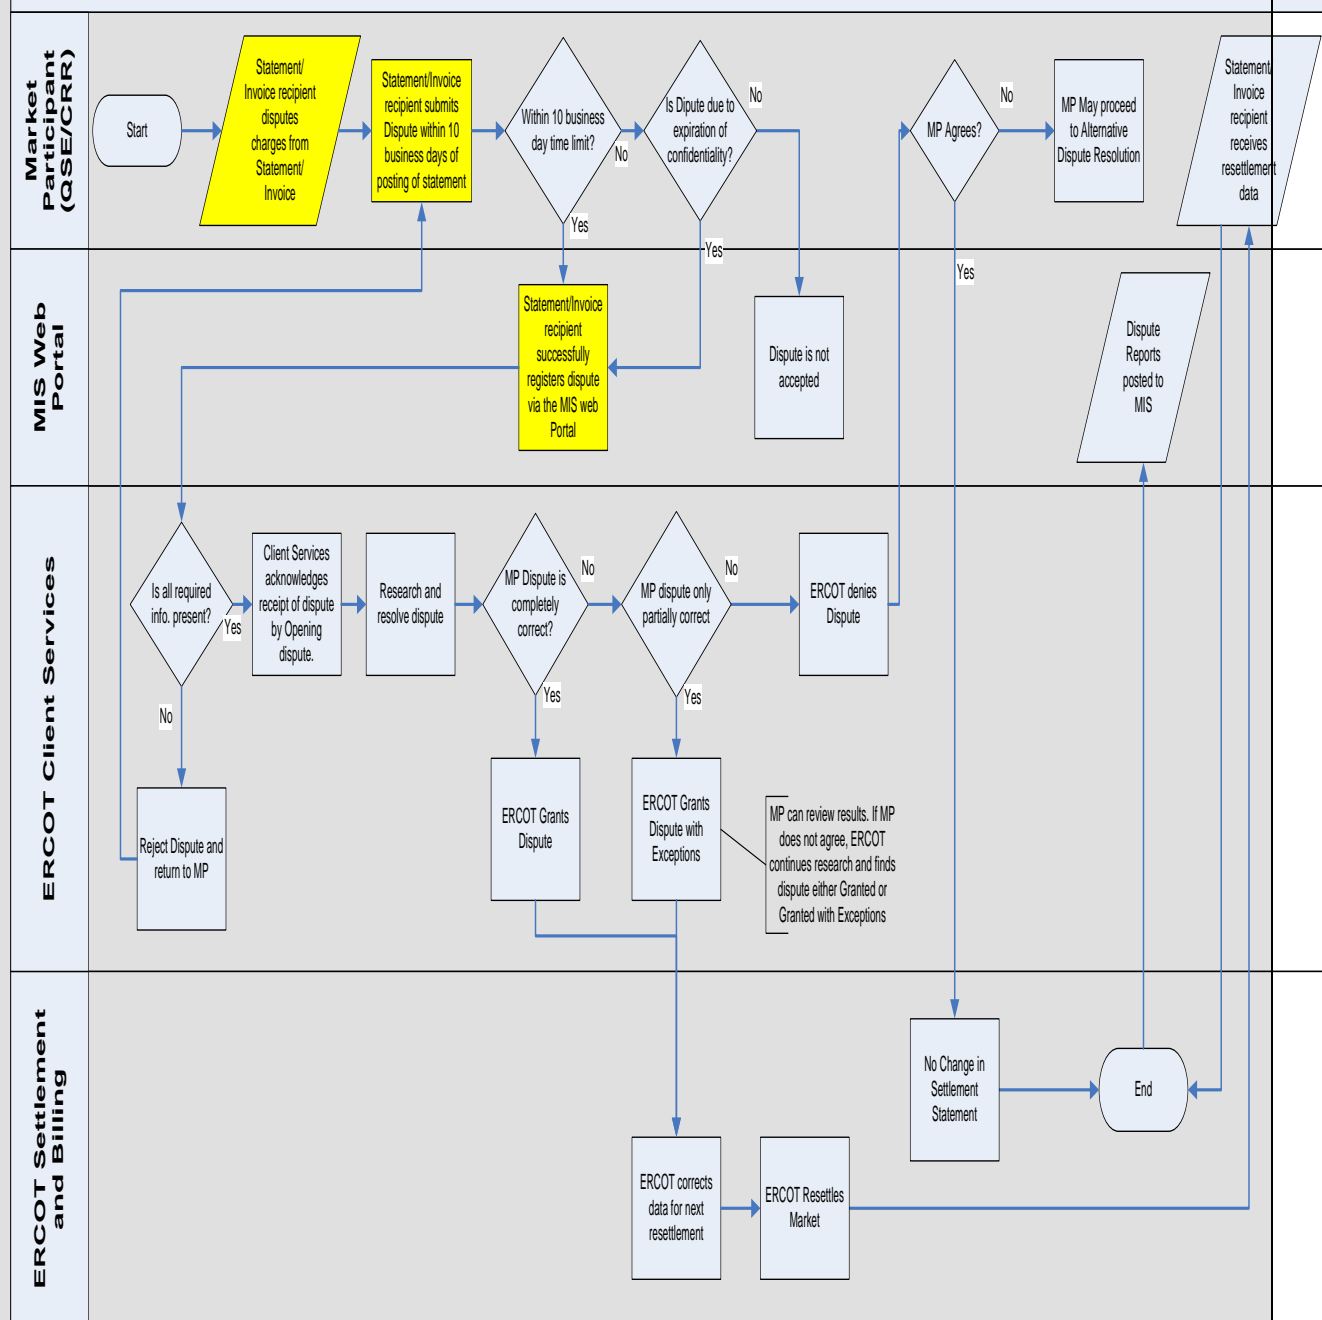 Market
Participant
(QSE/CRR)
Start
Statement/
Invoice recipient
disputes
charges from
Statement/
Invoice
Statement/Invoice
recipient submits
Dispute within 10
business days of
posting of statement
Within 10 business
day time limit?
No
Yes
Is Dipute due to
expiration of
confidentiality?
No
Yes
MP Agrees?
No
Yes
MP May proceed
to Alternative
Dispute Resolution
Statement/
Invoice
recipient
receives
resettlement
data
MIS Web
Portal
Statement/Invoice
recipient
successfully
registers dispute
via the MIS web
Portal
Dispute is not
accepted
Dispute
Reports
posted to
MIS
ERCOT Client Services
Is all required
info. present?
Yes
No
Client Services
acknowledges
receipt of dispute
by Opening
dispute.
Research and
resolve dispute
MP Dispute is
completely
correct?
No
Yes
MP dispute only
partially correct
No
Yes
ERCOT denies
Dispute
Reject Dispute and
return to MP
ERCOT Grants
Dispute
ERCOT Grants
Dispute with
Exceptions
MP can review results. If MP
does not agree, ERCOT
continues research and finds
dispute either Granted or
Granted with Exceptions
ERCOT Settlement
and Billing
No Change in
Settlement
Statement
End
ERCOT corrects
data for next
resettlement
ERCOT Resettles
Market